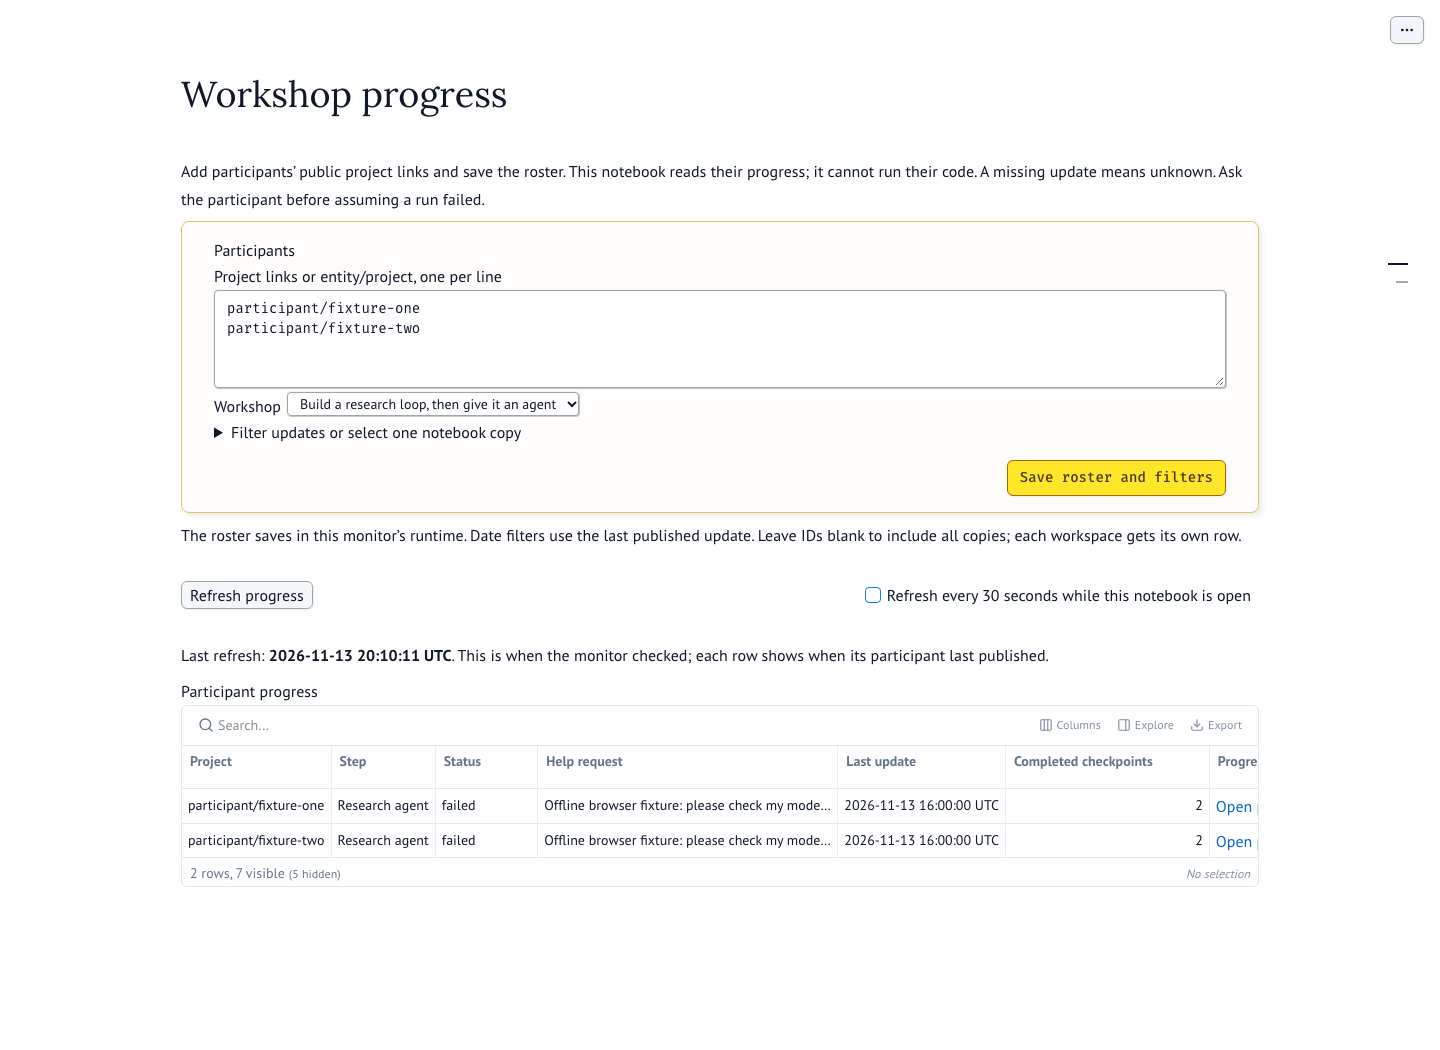 ...
Workshop progress
Add participants’ public project links and save the roster. This notebook reads their progress; it cannot run their code. A missing update means unknown. Ask
the participant before assuming a run failed.
Participants
Project links or entity/project, one per line
participant/fixture-one
participant/fixture-two
Workshop Build a research loop, then give it an agent
Filter updates or select one notebook copy
Save roster and filters
The roster saves in this monitor’s runtime. Date filters use the last published update. Leave IDs blank to include all copies; each workspace gets its own row.
Refresh progress Refresh every 30 seconds while this notebook is open
Last refresh: 2026-11-13 20:10:11 UTC. This is when the monitor checked; each row shows when its participant last published.
Participant progress
Search... Columns Explore Export
Project Step Status Help request Last update Completed checkpoints Progre
participant/fixture-one Research agent failed Offline browser fixture: please check my mode... 2026-11-13 16:00:00 UTC 2 Open
participant/fixture-two Research agent failed Offline browser fixture: please check my mode... 2026-11-13 16:00:00 UTC 2 Open
2 rows, 7 visible (5 hidden) No selection